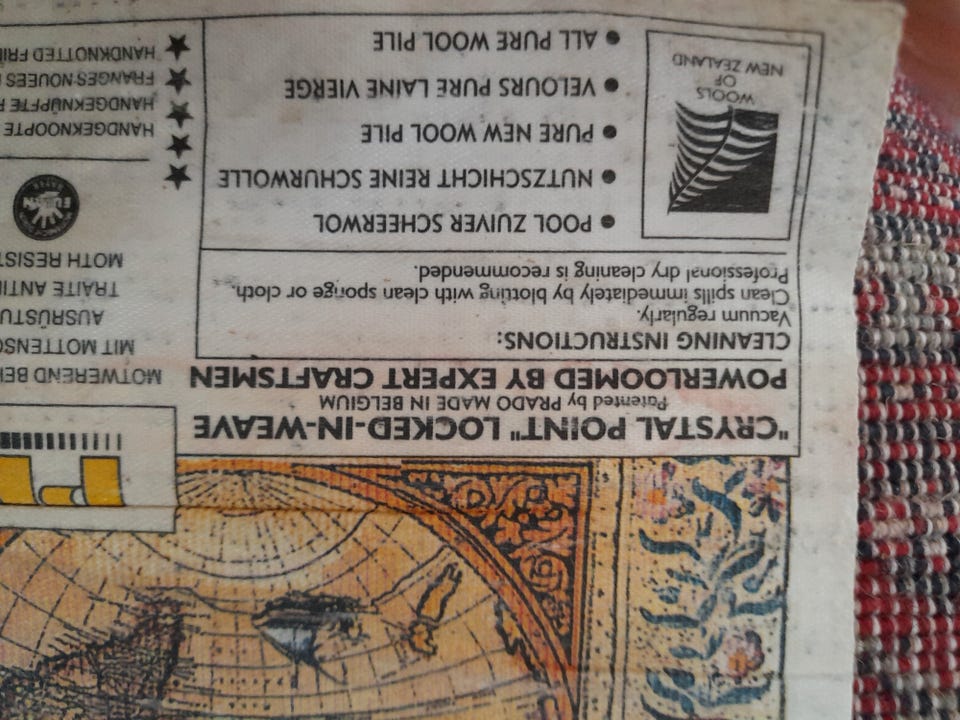 "CRYSTAL POINT" LOCKED-IN-WEAVE
Patented by PRADO MADE IN BELGIUM
POWERLOOMED BY EXPERT CRAFTSMEN
CLEANING INSTRUCTIONS:
Vacuum regularly.
Clean spills immediately by blotting with clean sponge or cloth.
Professional dry cleaning is recommended.
POOL ZUIVER SCHEERWOL
NUTZSCHICHT REINE SCHURWOLLE
PURE NEW WOOL PILE
VELOURS PURE LAINE VIERGE
ALL PURE WOOL PILE
WOOLS
OF
NEW ZEALAND
MOTWEREND BEH
MIT MOTTENSC
AUSRÜSTU
TRAITE ANTIM
MOTH RESIST
HANDGEKNOOPTE
HANDGEKNÜPFTE
FRANGES NOUEES
HANDKNOTTED FRIN